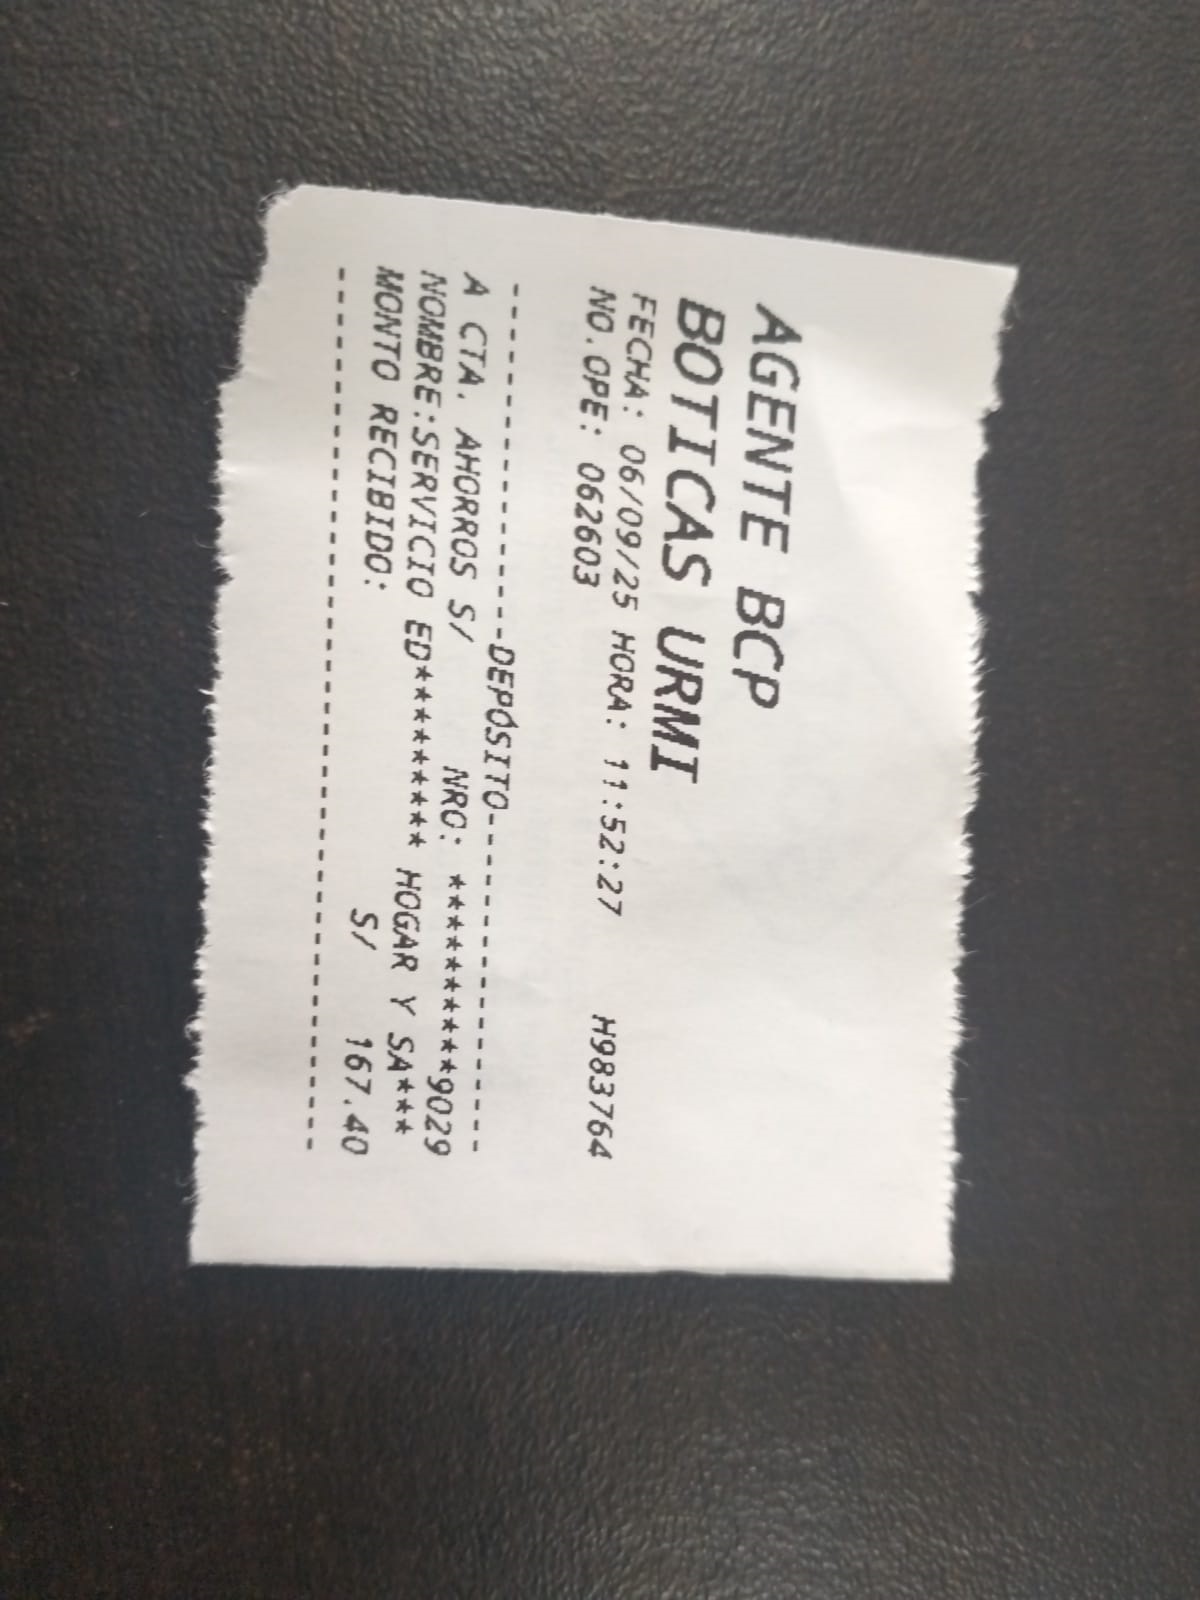 AGENTE BCP
BOTICAS URMI
FECHA: 06/09/25 HORA: 11:52:27 H983764
NO.OPE: 062603
--------------------DEPOSITO--------------------
A CTA. AHORROS S/ NRO: **********9029
NOMBRE:SERVICIO ED********** HOGAR Y SA***
MONTO RECIBIDO: S/ 167.40
------------------------------------------------